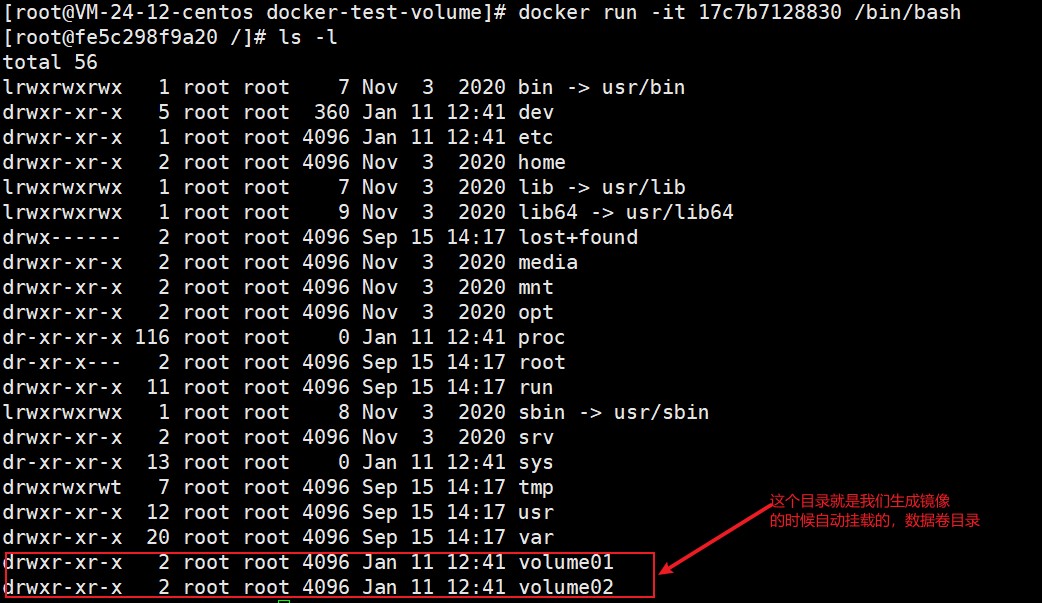 [root@VM-24-12-centos docker-test-volume]# docker run -it 17c7b7128830 /bin/bash
[root@fe5c298f9a20 /]# ls -l
total 56
lrwxrwxrwx   1 root root    7 Nov  3  2020 bin -> usr/bin
drwxr-xr-x   5 root root  360 Jan 11 12:41 dev
drwxr-xr-x   1 root root 4096 Jan 11 12:41 etc
drwxr-xr-x   2 root root 4096 Nov  3  2020 home
lrwxrwxrwx   1 root root    7 Nov  3  2020 lib -> usr/lib
lrwxrwxrwx   1 root root    9 Nov  3  2020 lib64 -> usr/lib64
drwx------   2 root root 4096 Sep 15 14:17 lost+found
drwxr-xr-x   2 root root 4096 Nov  3  2020 media
drwxr-xr-x   2 root root 4096 Nov  3  2020 mnt
drwxr-xr-x   2 root root 4096 Nov  3  2020 opt
dr-xr-xr-x 116 root root    0 Jan 11 12:41 proc
dr-xr-x---   2 root root 4096 Sep 15 14:17 root
drwxr-xr-x  11 root root 4096 Sep 15 14:17 run
lrwxrwxrwx   1 root root    8 Nov  3  2020 sbin -> usr/sbin
drwxr-xr-x   2 root root 4096 Nov  3  2020 srv
dr-xr-xr-x  13 root root    0 Jan 11 12:41 sys
drwxrwxrwt   7 root root 4096 Sep 15 14:17 tmp
drwxr-xr-x  12 root root 4096 Sep 15 14:17 usr
drwxr-xr-x  20 root root 4096 Sep 15 14:17 var
drwxr-xr-x   2 root root 4096 Jan 11 12:41 volume01
drwxr-xr-x   2 root root 4096 Jan 11 12:41 volume02
这个目录就是我们生成镜像
的时候自动挂载的，数据卷目录